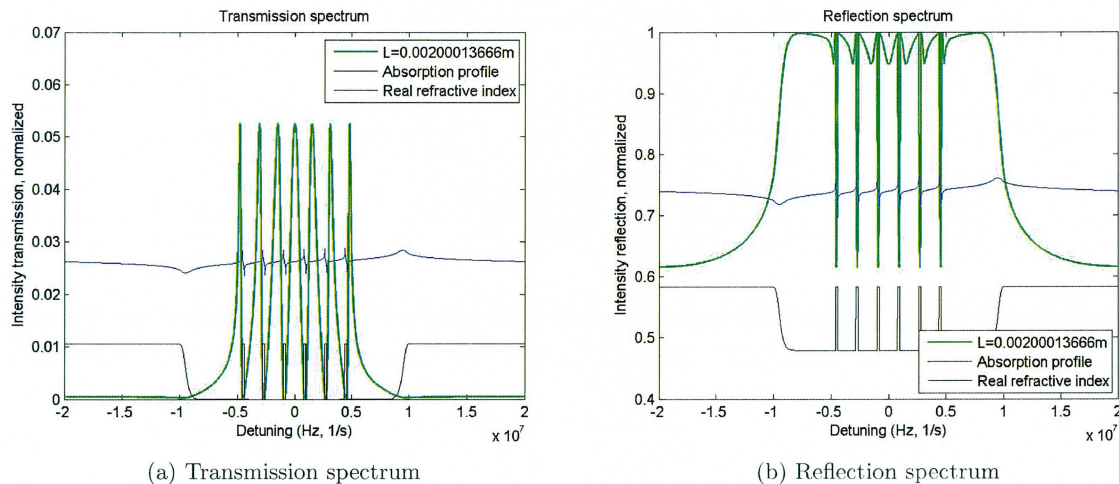 Transmission spectrum
0.07
0.06
0.05
0.04
0.03
0.02
0.01
0
Intensity transmission, normalized
L=0.00200013666m
Absorption profile
Real refractive index
-2 -1.5 -1 -0.5 0 0.5 1 1.5 2
Detuning (Hz, 1/s)
x 10^7
(a) Transmission spectrum
Reflection spectrum
1
0.9
0.8
0.7
0.6
0.5
0.4
Intensity reflection, normalized
L=0.00200013666m
Absorption profile
Real refractive index
-2 -1.5 -1 -0.5 0 0.5 1 1.5 2
Detuning (Hz, 1/s)
x 10^7
(b) Reflection spectrum